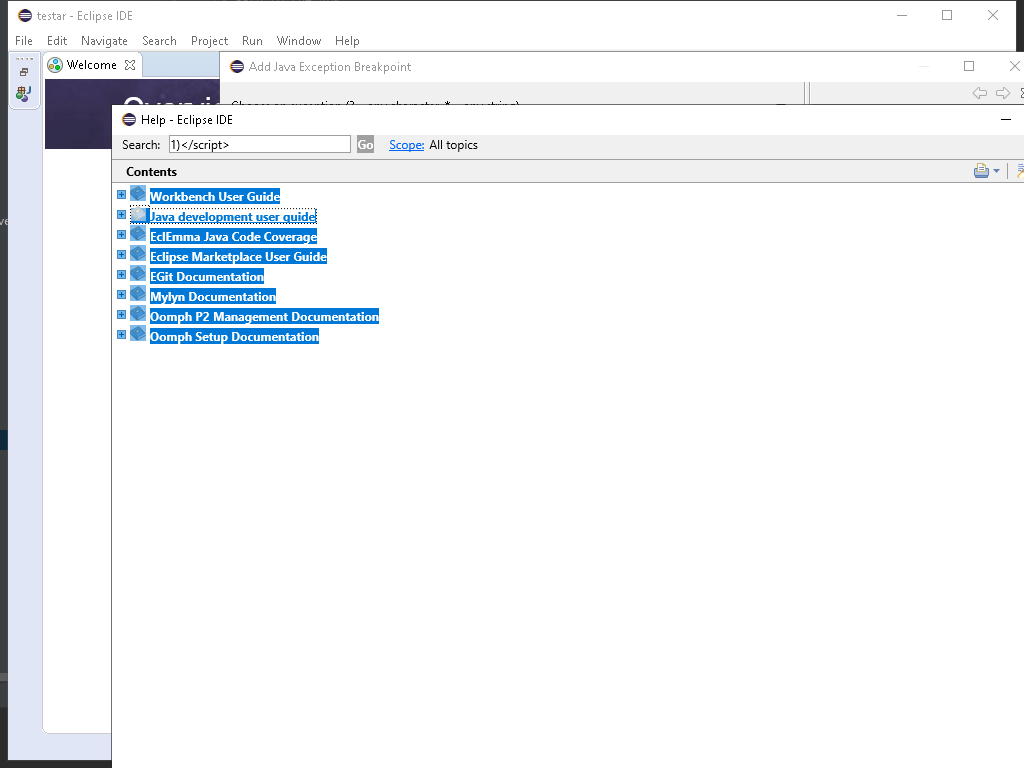 testar - Eclipse IDE
File Edit Navigate Search Project Run Window Help
Welcome
Add Java Exception Breakpoint
Help - Eclipse IDE
Search: 1)</script> Go Scope: All topics
Contents
Workbench User Guide
Java development user guide
EclEmma Java Code Coverage
Eclipse Marketplace User Guide
EGit Documentation
Mylyn Documentation
Oomph P2 Management Documentation
Oomph Setup Documentation